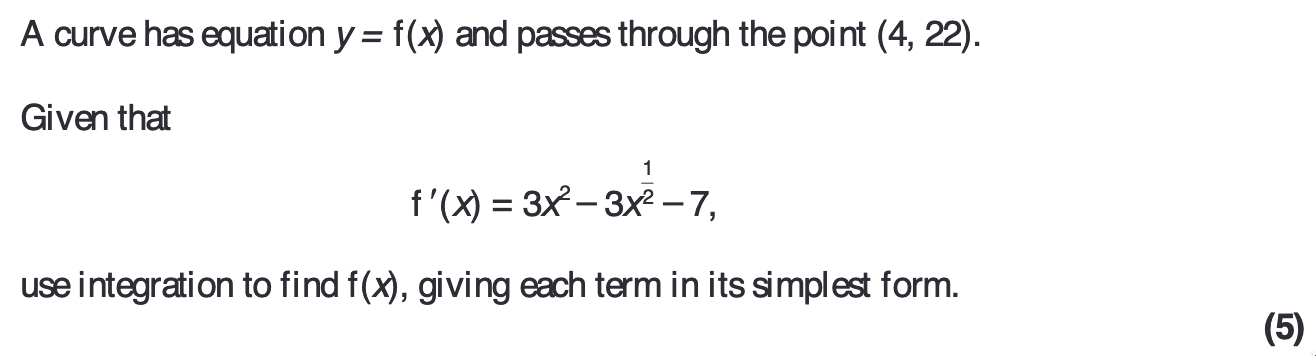 A curve has equation y = f(x) and passes through the point (4, 22).
Given that
f ′(x) = 3x² – 3x^{1/2} – 7,
use integration to find f(x), giving each term in its simplest form.
(5)